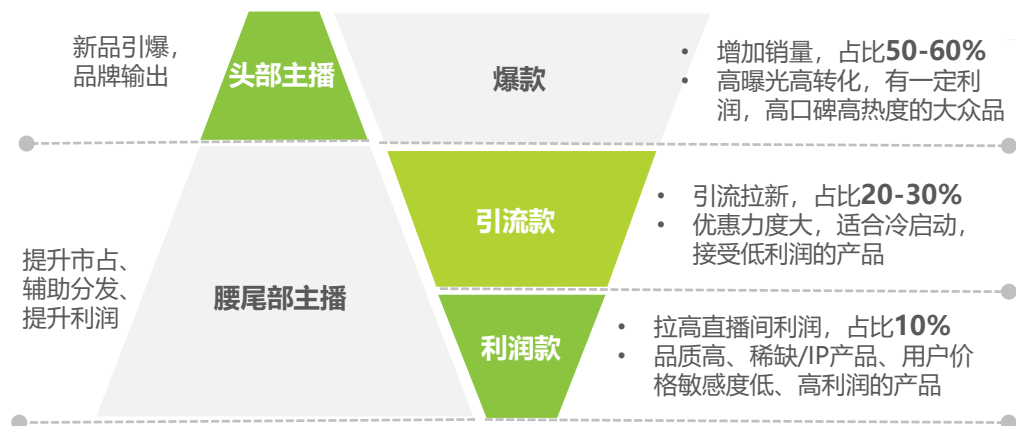 新品引爆，
品牌输出
头部主播
爆款
• 增加销量，占比50-60%
• 高曝光高转化，有一定利
润，高口碑高热度的大众品
提升市占、
辅助分发、
提升利润
腰尾部主播
引流款
• 引流拉新，占比20-30%
• 优惠力度大，适合冷启动，
接受低利润的产品
利润款
• 拉高直播间利润，占比10%
• 品质高、稀缺/IP产品、用户价
格敏感度低、高利润的产品